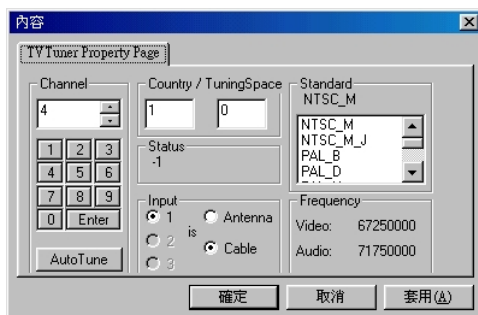 內容
TV Tuner Property Page
Channel
4
1 2 3
4 5 6
7 8 9
0 Enter
AutoTune
Country / TuningSpace
1 0
Status
-1
Input
1
2
3
is
Antenna
Cable
Standard
NTSC_M
NTSC_M
NTSC_M_J
PAL_B
PAL_D
Frequency
Video: 67250000
Audio: 71750000
確定 取消 套用(A)